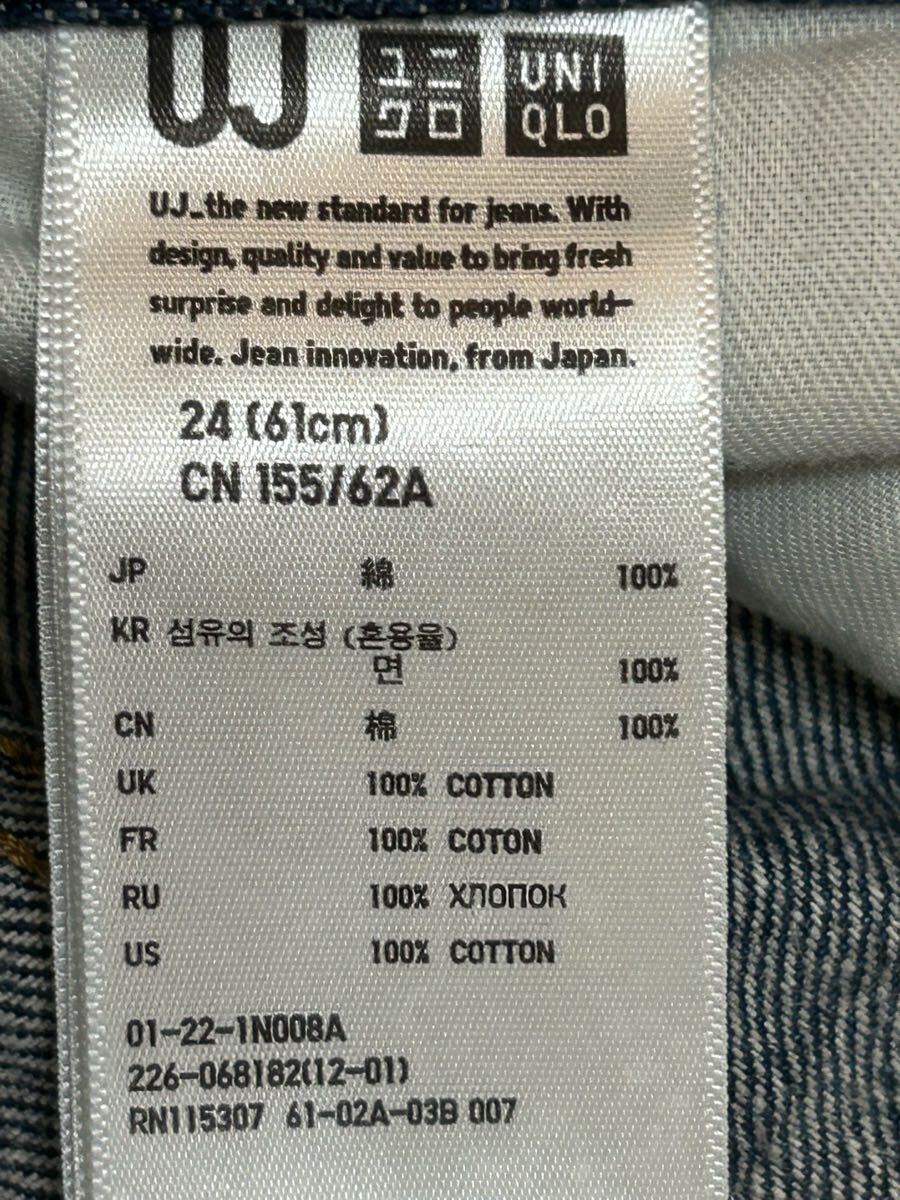 UJ
ユニ
クロ
UNI
QLO
UJ_the new standard for jeans. With
design, quality and value to bring fresh
surprise and delight to people world-
wide. Jean innovation, from Japan.
24 (61cm)
CN 155/62A
JP 綿 100%
KR 섬유의 조성 (혼용율)
면 100%
CN 棉 100%
UK 100% COTTON
FR 100% COTON
RU 100% ХЛОПОК
US 100% COTTON
01-22-1N008A
226-068182(12-01)
RN115307 61-02A-03B 007